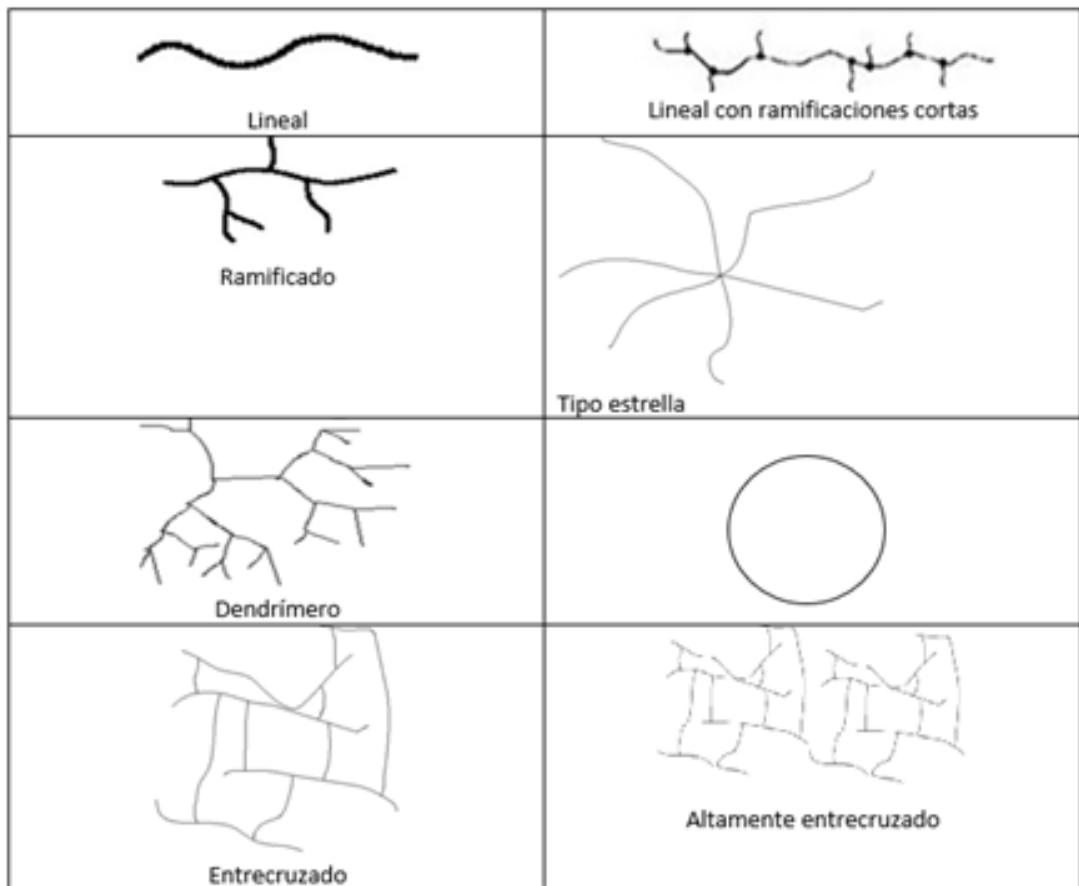 Lineal
Lineal con ramificaciones cortas
Ramificado
Tipo estrella
Dendrímero
Entrecruzado
Altamente entrecruzado